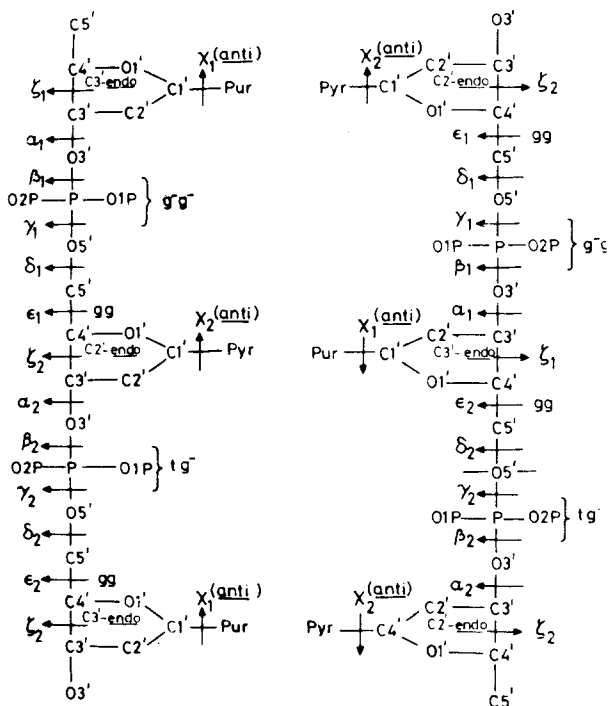 C5'
C4' O1' χ₁(anti)
C3'-endo
ζ₁ C1' Pur
C3' C2'
α₁
O3'
β₁
O2P—P—O1P } g⁻g⁻
γ₁
O5'
δ₁
C5'
ε₁ gg
C4' O1' χ₂(anti)
C2'-endo
ζ₂ C1' Pyr
C3' C2'
α₂
O3'
β₂
O2P—P—O1P } tg⁻
γ₂
O5'
δ₂
C5'
ε₂ gg
C4' O1' χ₁(anti)
C3'-endo
ζ₂ C1' Pur
C3' C2'
O3'
O3'
χ₂(anti) C2' C3'
Pyr C1' C2'-endo ζ₂
O1' C4'
ε₁ gg
C5'
δ₁
O5'
γ₁
O1P—P—O2P } g⁻g
β₁
O3'
α₁
χ₁(anti) C2' C3'
Pur C1' C3'-endo ζ₁
O1' C4'
ε₂ gg
C5'
δ₂
O5'
γ₂
O1P—P—O2P } tg
β₂
O3'
α₂
χ₂(anti) C2' C3'
Pyr C4' C2'-endo ζ₂
O1' C4'
C5'